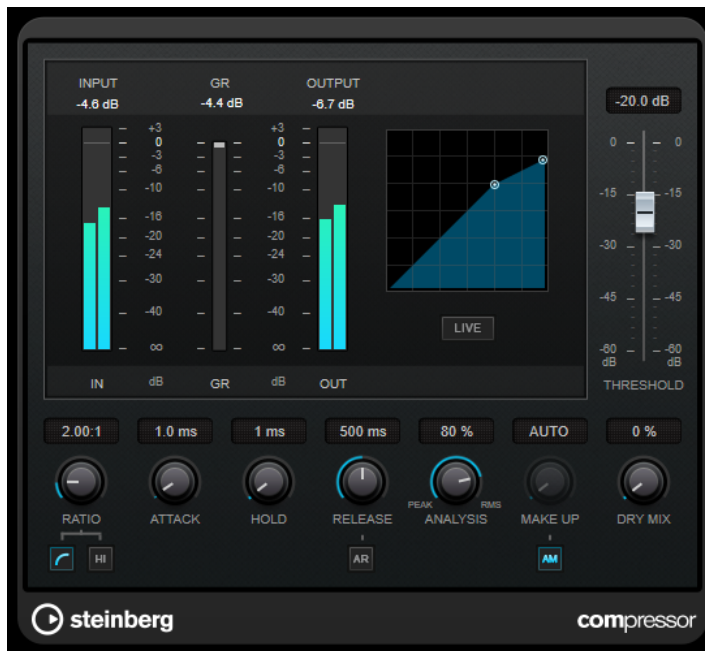 INPUT GR OUTPUT
-4.6 dB -4.4 dB -6.7 dB -20.0 dB
+3 +3
0 0 0 0
-3 -3
-6 -6
-10 -10
-15 -15
-16 -16
-20 -20
-24 -24
-30 -30
-30 -30
-40 -40
-45 -45
LIVE
∞ ∞
-60 -60
dB dB
IN dB GR dB OUT THRESHOLD
2.00:1 1.0 ms 1 ms 500 ms 80 % AUTO 0 %
PEAK RMS
RATIO ATTACK HOLD RELEASE ANALYSIS MAKE UP DRY MIX
HI AR AM
steinberg compressor